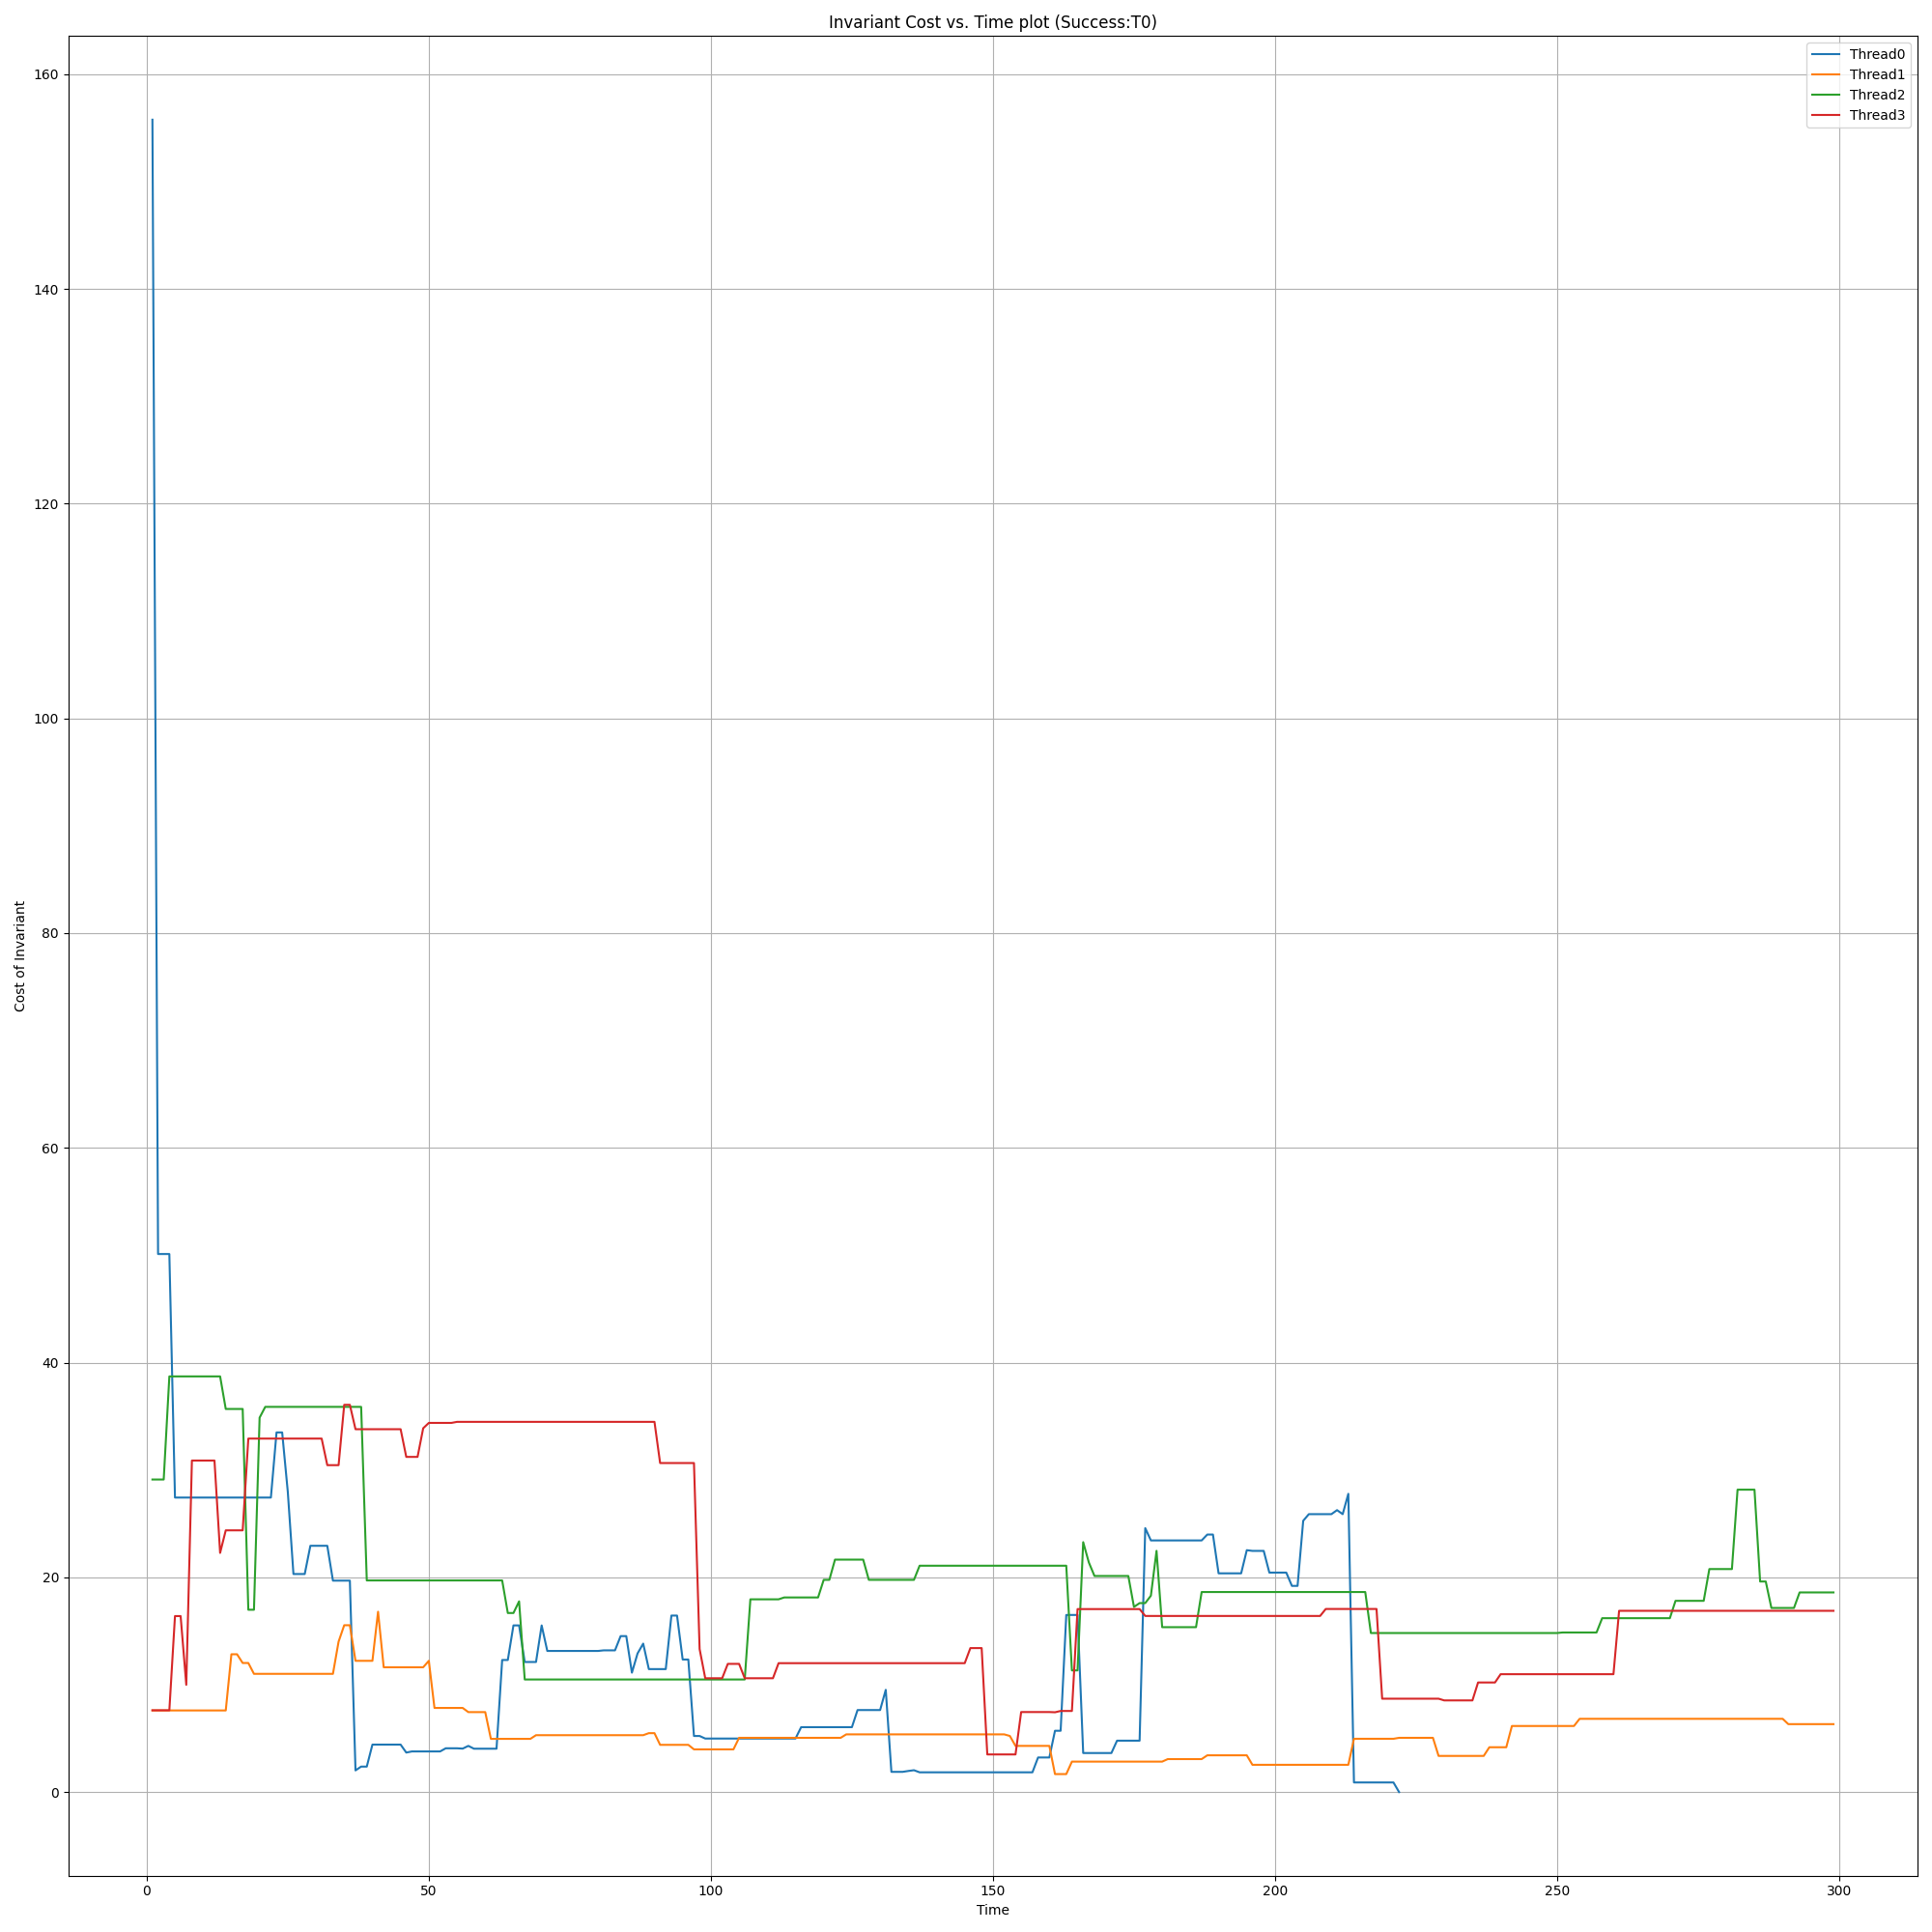 Invariant Cost vs. Time plot (Success:T0)
Thread0
Thread1
Thread2
Thread3
160
140
120
100
80
60
40
20
0
Cost of Invariant
0 50 100 150 200 250 300
Time